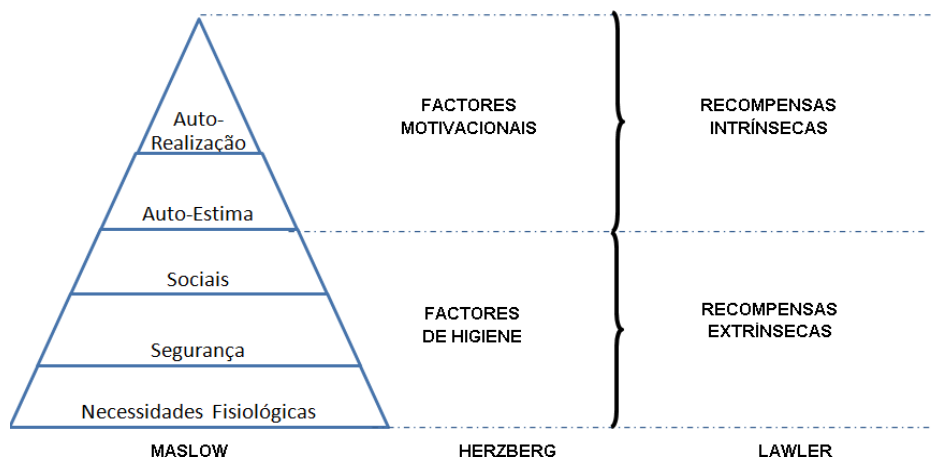 Auto-
Realização
Auto-Estima
Sociais
Segurança
Necessidades Fisiológicas
MASLOW
FACTORES
MOTIVACIONAIS
FACTORES
DE HIGIENE
HERZBERG
RECOMPENSAS
INTRÍNSECAS
RECOMPENSAS
EXTRÍNSECAS
LAWLER